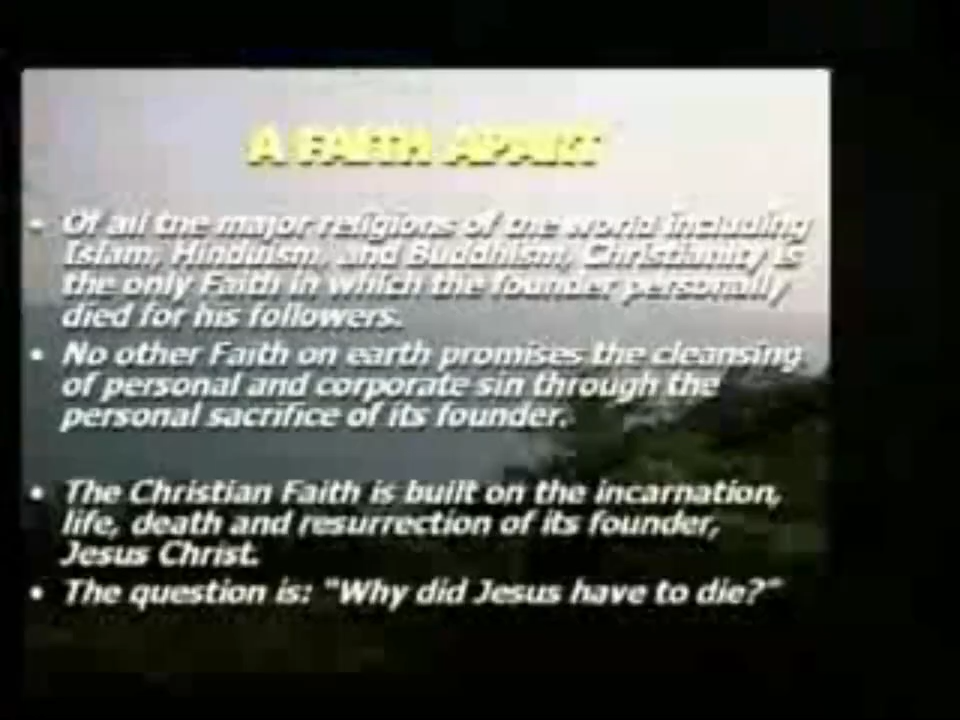 A FAITH APART
• Of all the major religions of the world including
Islam, Hinduism, and Buddhism, Christianity is
the only Faith in which the founder personally
died for his followers.
• No other Faith on earth promises the cleansing
of personal and corporate sin through the
personal sacrifice of its founder.
• The Christian Faith is built on the incarnation,
life, death and resurrection of its founder,
Jesus Christ.
• The question is: "Why did Jesus have to die?"